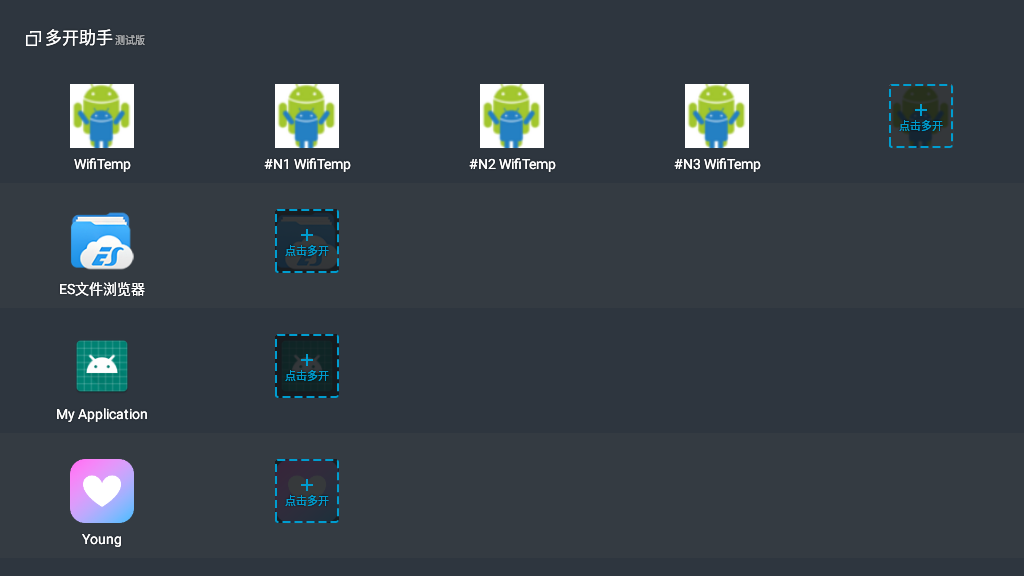 多开助手 测试版
点击多开
WifiTemp #N1 WifiTemp #N2 WifiTemp #N3 WifiTemp
ES 点击多开
ES文件浏览器
点击多开
My Application
点击多开
Young